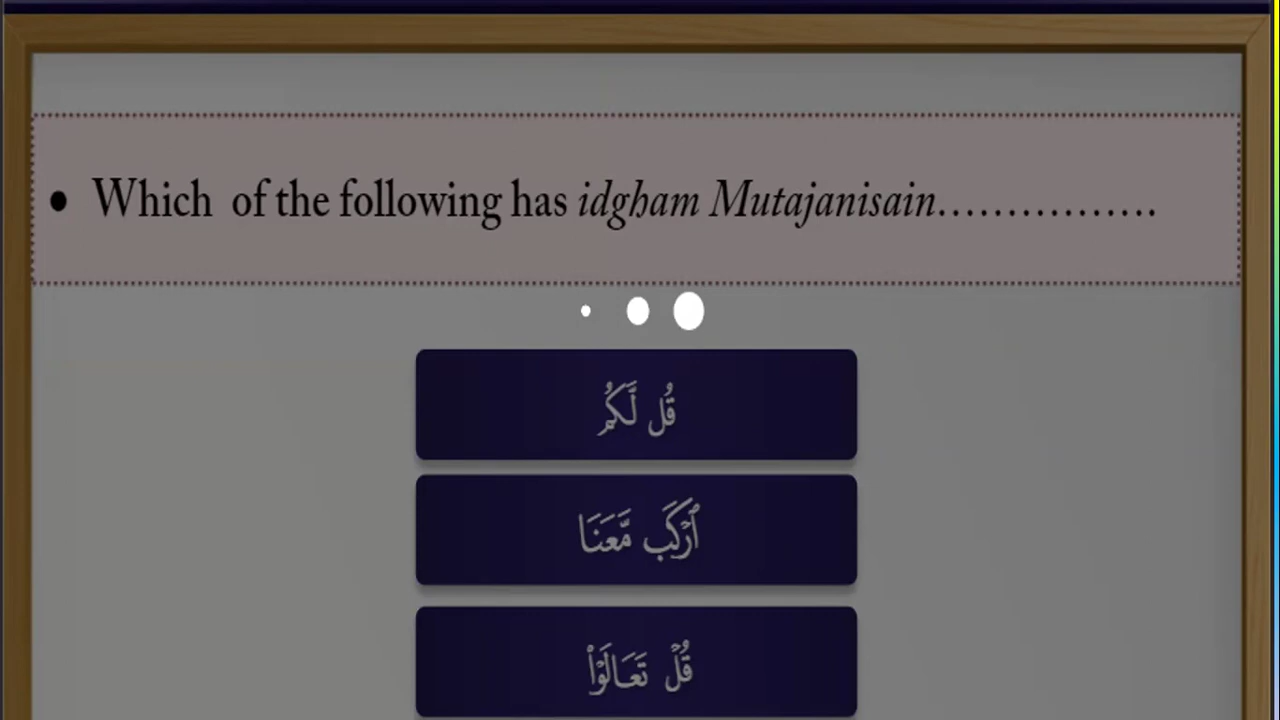 • Which of the following has idgham Mutajanisain................
قُل لَّكُم
ٱرْكَب مَّعَنَا
قُلْ تَعَالَوْا۟